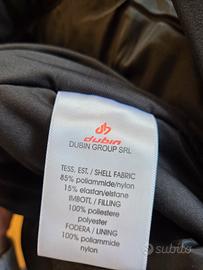 dubin
DUBIN GROUP SRL
TESS. EST. / SHELL FABRIC
85% poliammide/nylon
15% elastan/elastene
IMBOTT. / FILLING
100% poliestere
polyester
FODERA / LINING
100% poliammide
nylon
subito